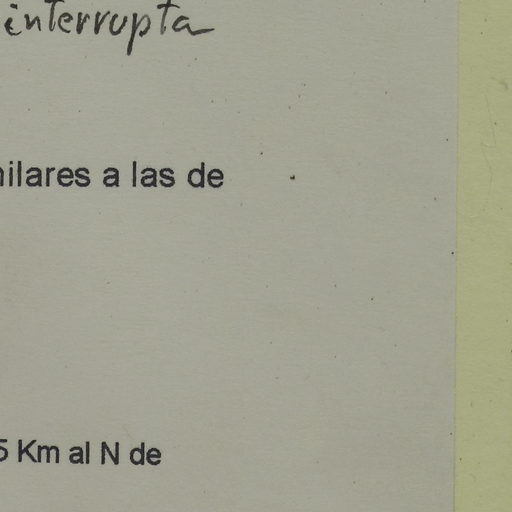 interrupta
ilares a las de
5 Km al N de